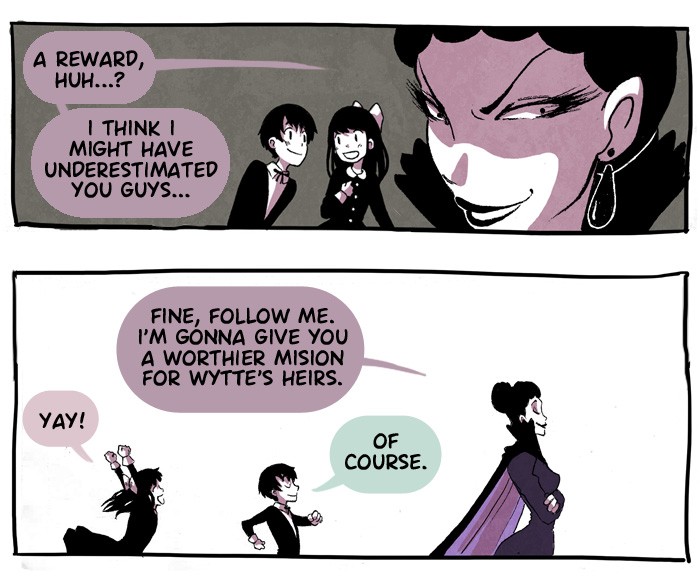 A REWARD,
HUH...?
I THINK I
MIGHT HAVE
UNDERESTIMATED
YOU GUYS...
FINE, FOLLOW ME.
I'M GONNA GIVE YOU
A WORTHIER MISION
FOR WYTTE'S HEIRS.
YAY!
OF
COURSE.